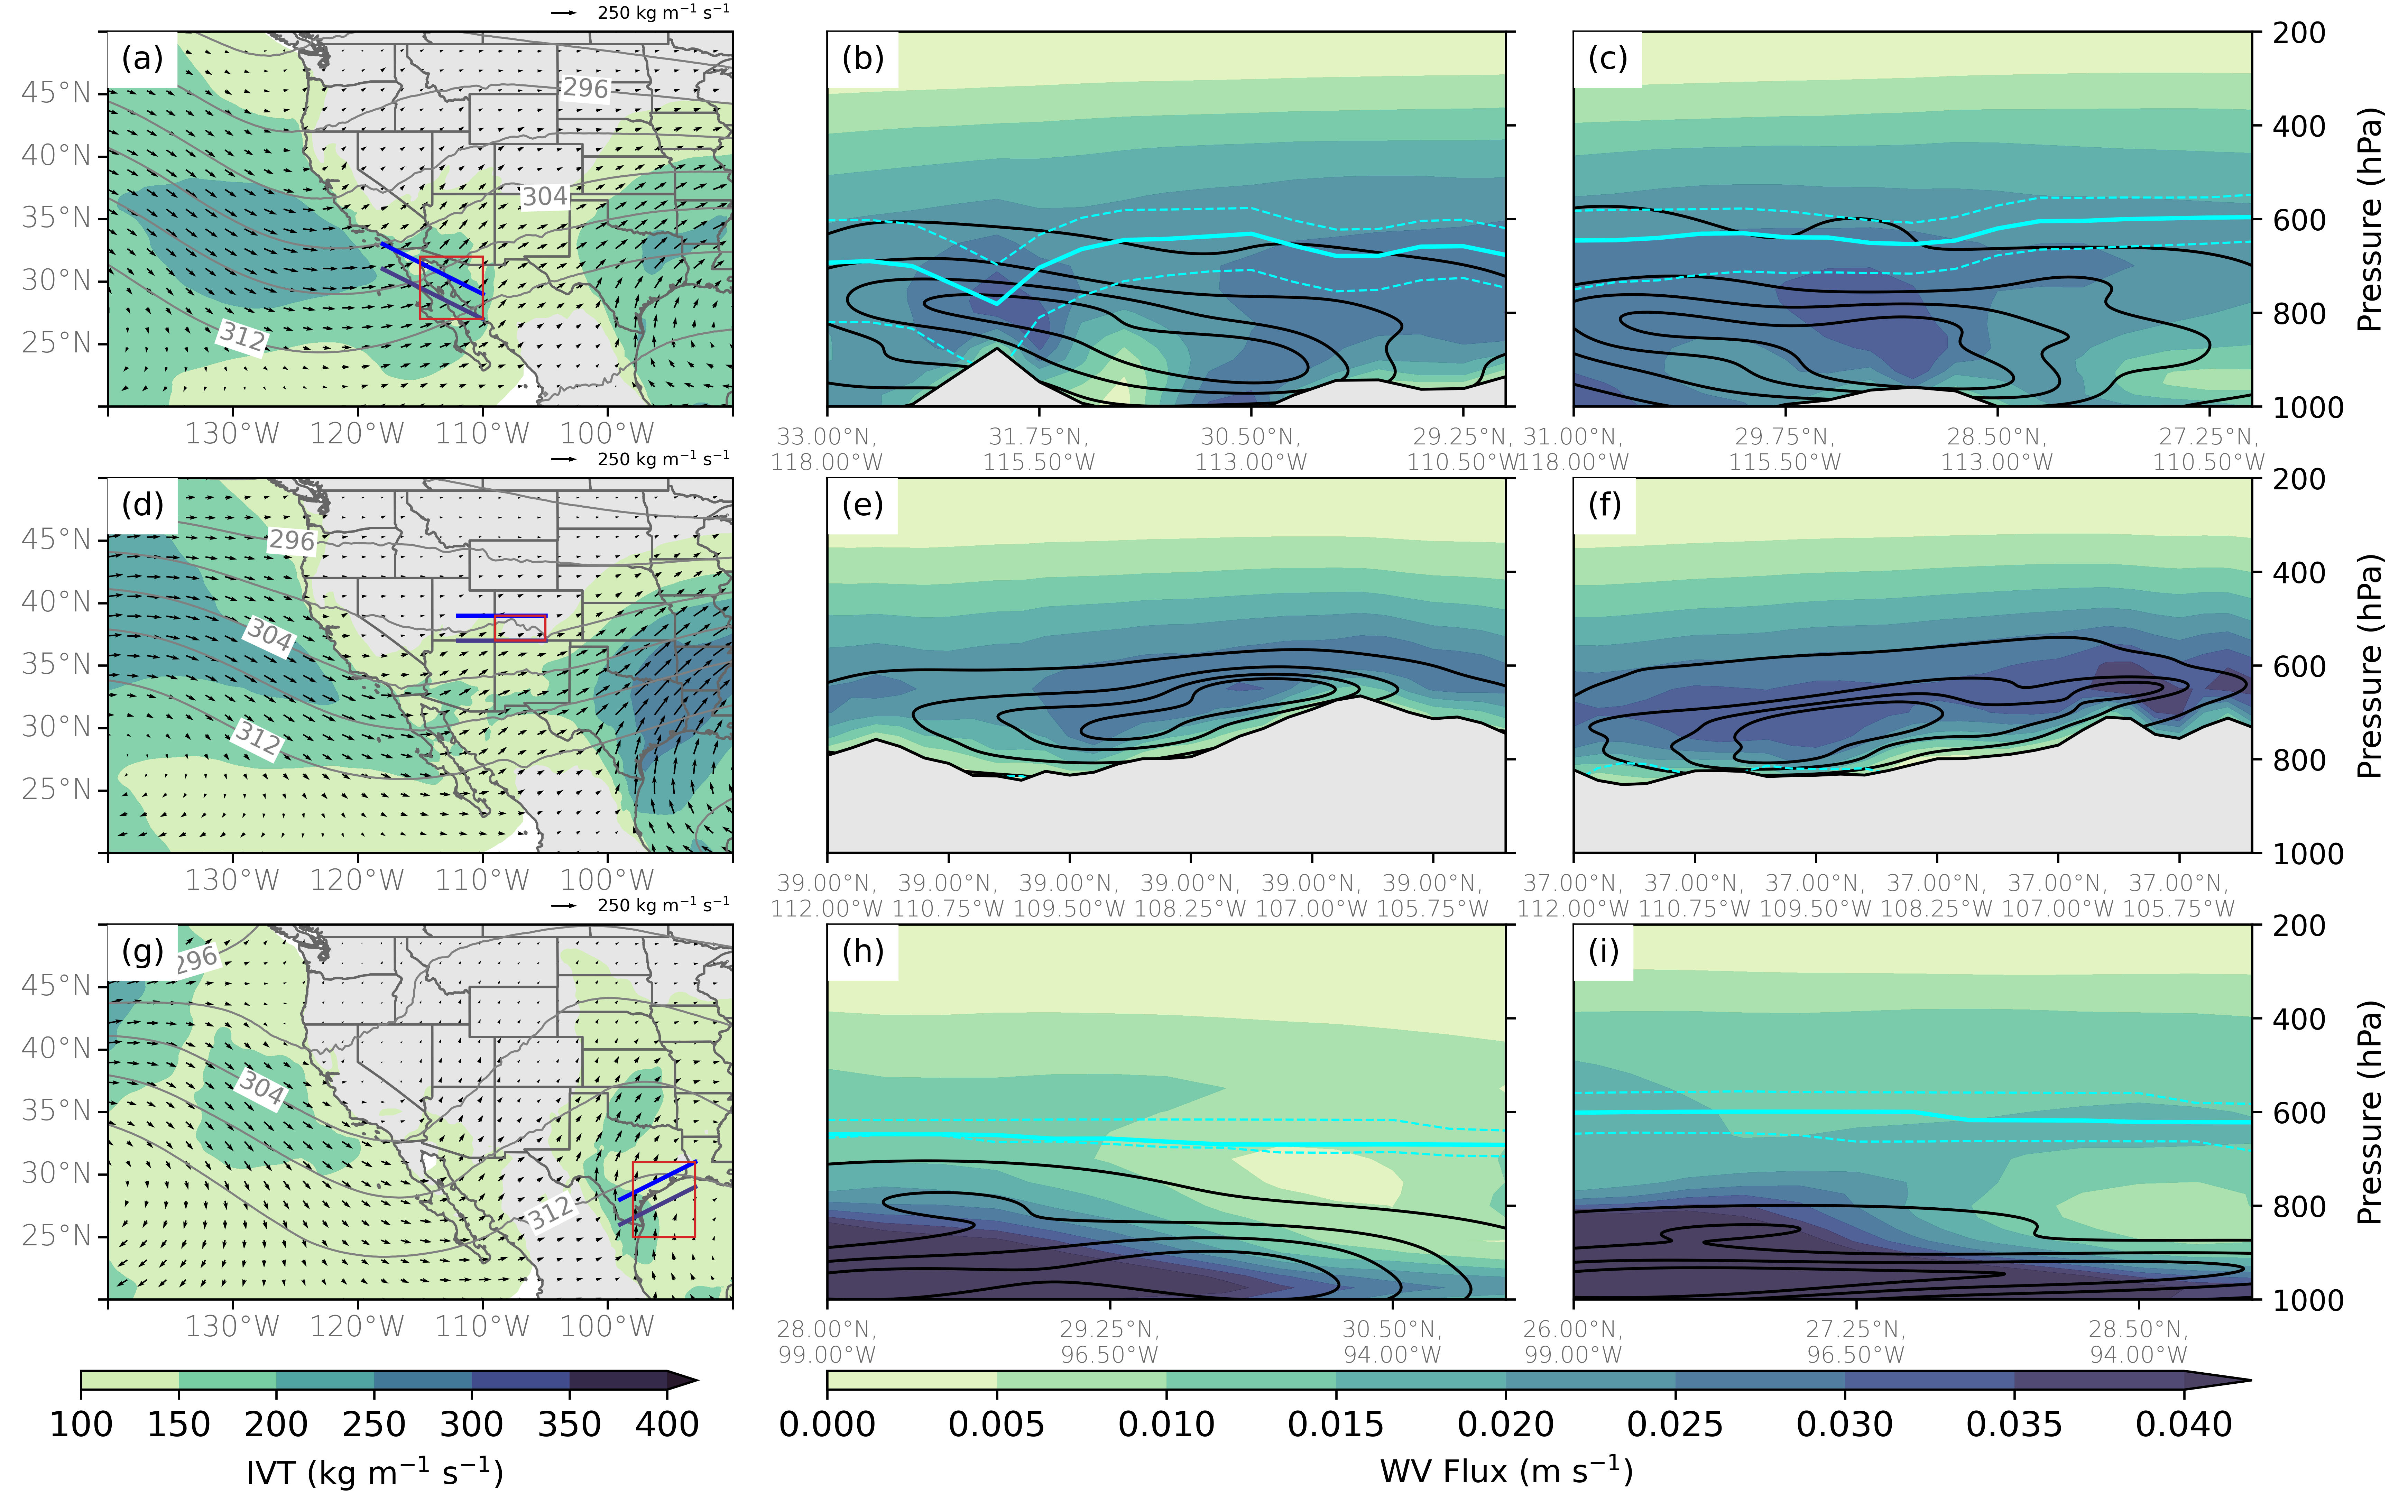 250 kg m⁻¹ s⁻¹
(a)
296
304
312
45°N
40°N
35°N
30°N
25°N
130°W 120°W 110°W 100°W
(b)
33.00°N, 31.75°N, 30.50°N, 29.25°N,
118.00°W 115.50°W 113.00°W 110.50°W
(c)
31.00°N, 29.75°N, 28.50°N, 27.25°N,
118.00°W 115.50°W 113.00°W 110.50°W
200
400
600
800
1000
Pressure (hPa)
250 kg m⁻¹ s⁻¹
(d)
296
304
312
45°N
40°N
35°N
30°N
25°N
130°W 120°W 110°W 100°W
(e)
39.00°N, 39.00°N, 39.00°N, 39.00°N, 39.00°N, 39.00°N,
112.00°W 110.75°W 109.50°W 108.25°W 107.00°W 105.75°W
(f)
37.00°N, 37.00°N, 37.00°N, 37.00°N, 37.00°N, 37.00°N,
112.00°W 110.75°W 109.50°W 108.25°W 107.00°W 105.75°W
200
400
600
800
1000
Pressure (hPa)
250 kg m⁻¹ s⁻¹
(g)
296
304
312
45°N
40°N
35°N
30°N
25°N
130°W 120°W 110°W 100°W
(h)
28.00°N, 29.25°N, 30.50°N,
99.00°W 96.50°W 94.00°W
(i)
26.00°N, 27.25°N, 28.50°N,
99.00°W 96.50°W 94.00°W
200
400
600
800
1000
Pressure (hPa)
100 150 200 250 300 350 400
IVT (kg m⁻¹ s⁻¹)
0.000 0.005 0.010 0.015 0.020 0.025 0.030 0.035 0.040
WV Flux (m s⁻¹)